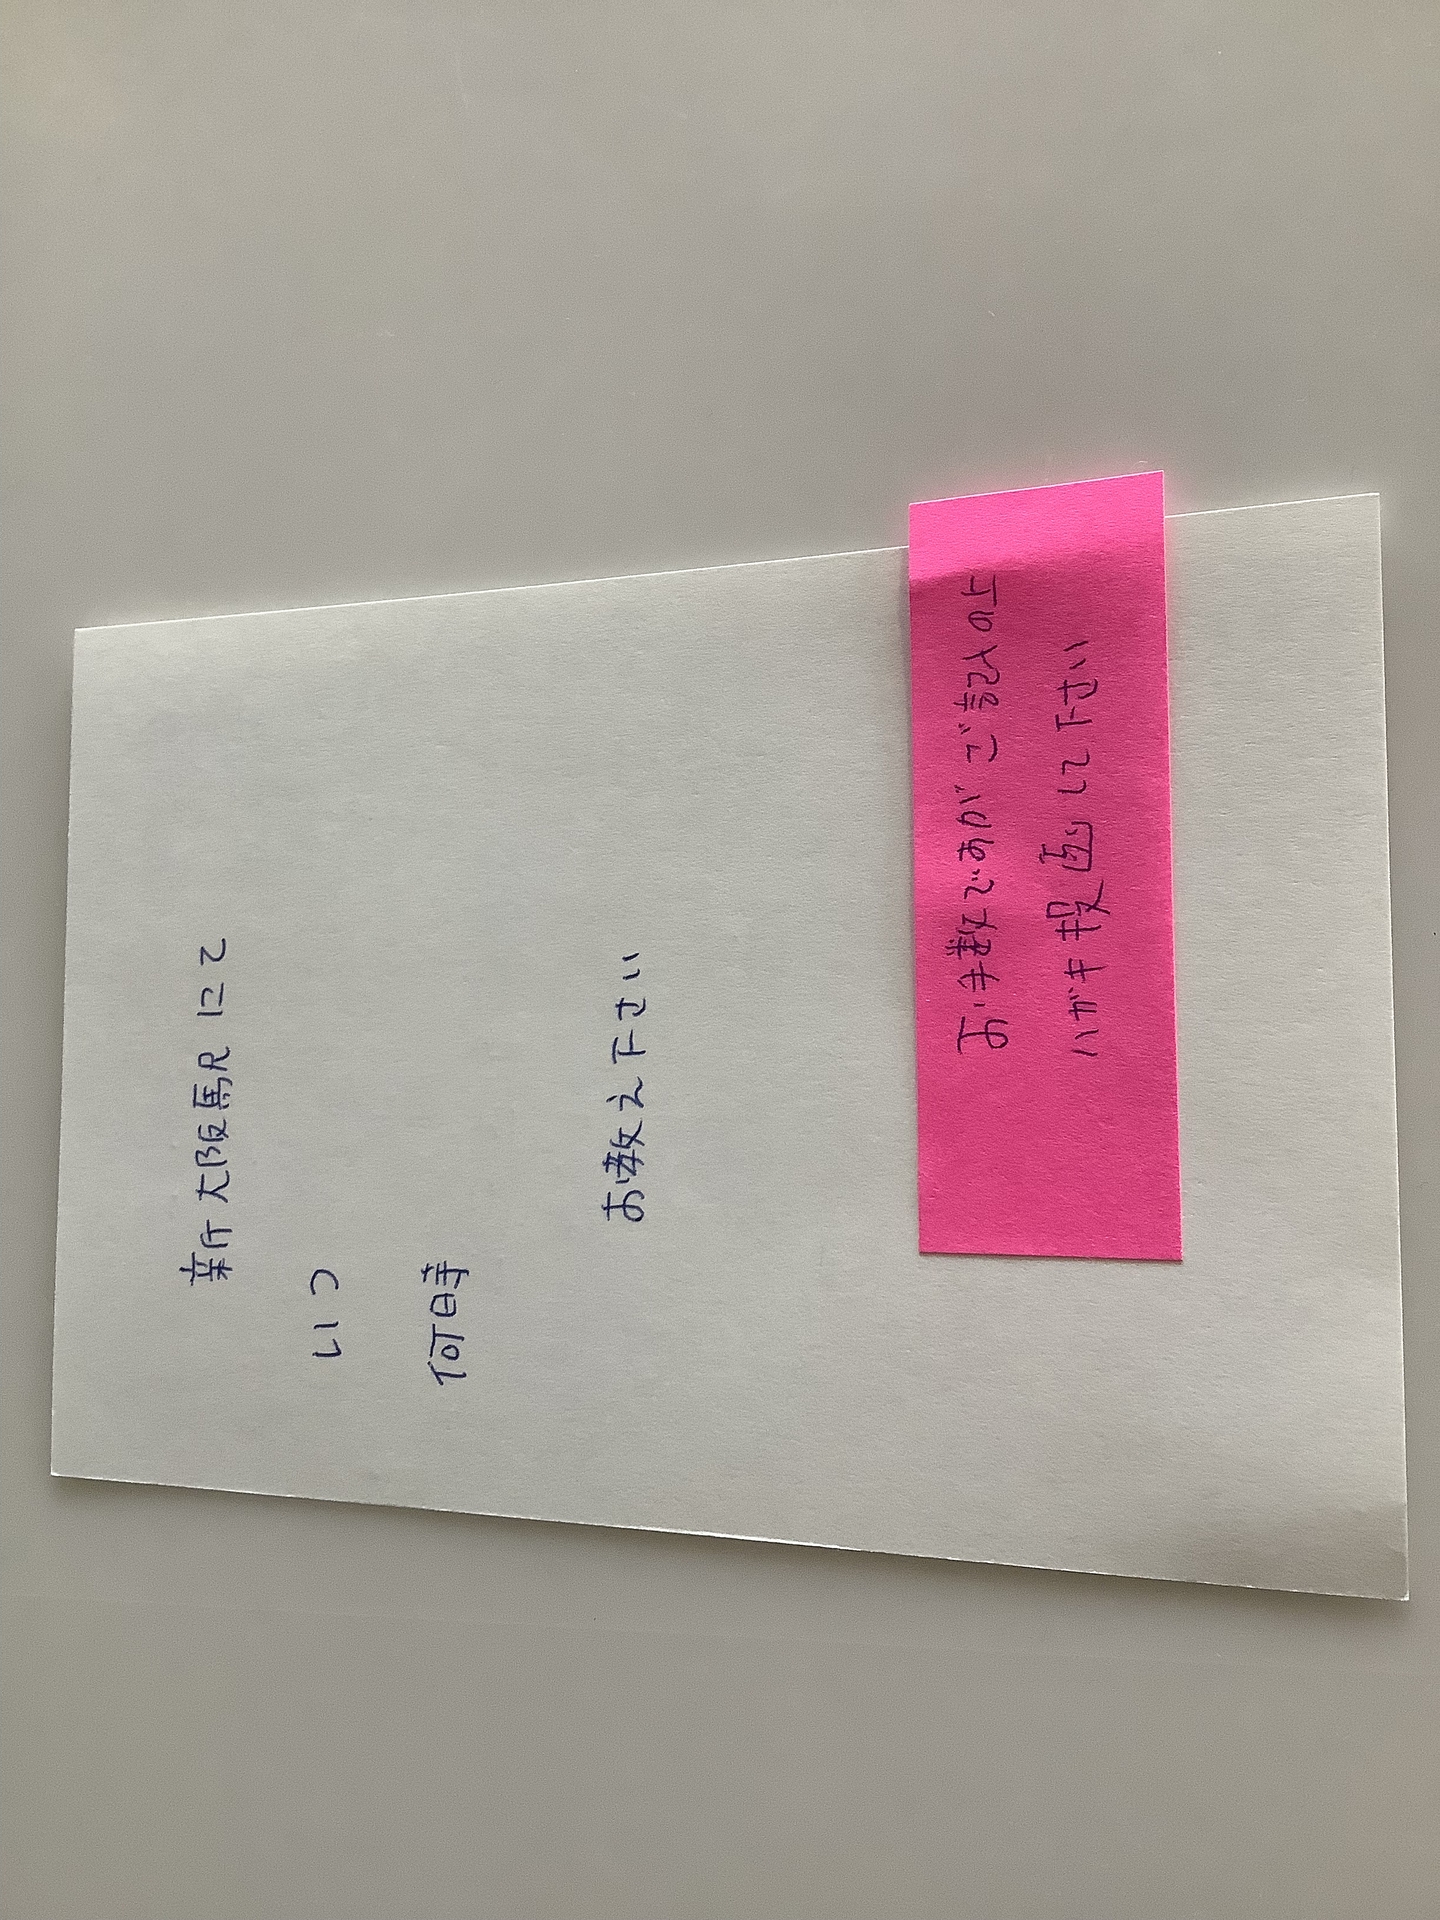 新大阪駅にて
いつ
何時
お教え下さい
お手数ですがご記入の上
ハガキ投函して下さい